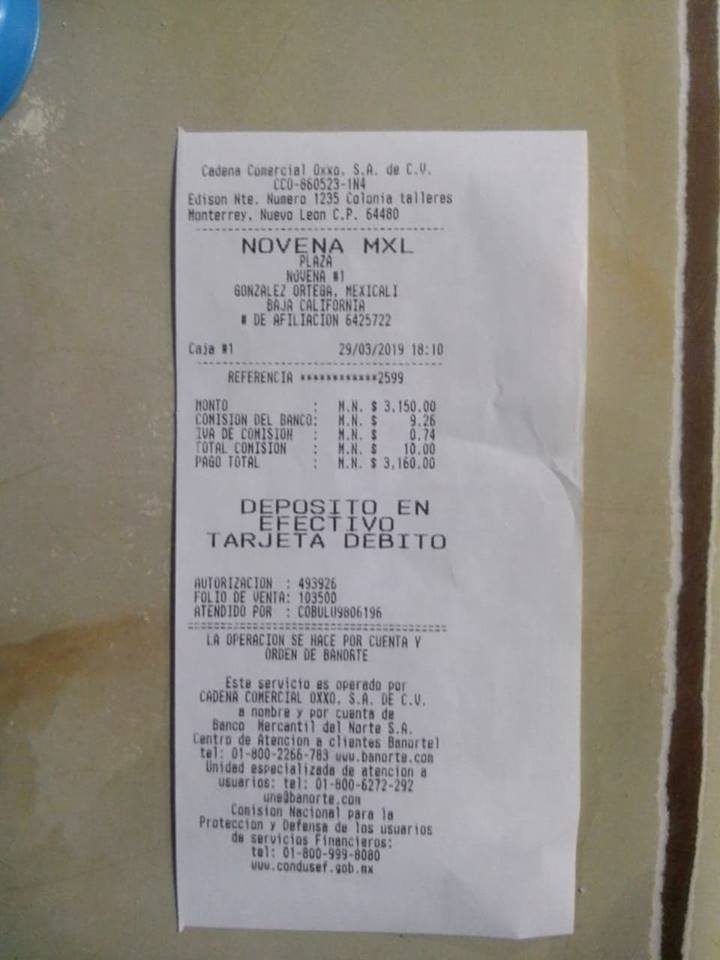 Cadena Comercial Oxxo, S.A. de C.V.
CCO-860523-1N4
Edison Nte. Numero 1235 Colonia talleres
Monterrey, Nuevo Leon C.P. 64480
NOVENA MXL
PLAZA
NOVENA #1
GONZALEZ ORTEGA, MEXICALI
BAJA CALIFORNIA
# DE AFILIACION 6425722
Caja #1 29/03/2019 18:10
REFERENCIA ************2599
MONTO : M.N. $ 3,150.00
COMISION DEL BANCO: M.N. $ 9.26
IVA DE COMISION : M.N. $ 0.74
TOTAL COMISION : M.N. $ 10.00
PAGO TOTAL : M.N. $ 3,160.00
DEPOSITO EN
EFECTIVO
TARJETA DEBITO
AUTORIZACION : 493926
FOLIO DE VENTA: 103500
ATENDIDO POR : COBULU9806196
LA OPERACION SE HACE POR CUENTA Y
ORDEN DE BANORTE
Este servicio es operado por
CADENA COMERCIAL OXXO, S.A. DE C.V.
a nombre y por cuenta de
Banco Mercantil del Norte S.A.
Centro de Atencion a clientes Banortel
tel: 01-800-2266-783 www.banorte.com
Unidad especializada de atencion a
usuarios: tel: 01-800-6272-292
une@banorte.com
Comision Nacional para la
Proteccion y Defensa de los usuarios
de servicios Financieros:
tel: 01-800-999-8080
www.condusef.gob.mx